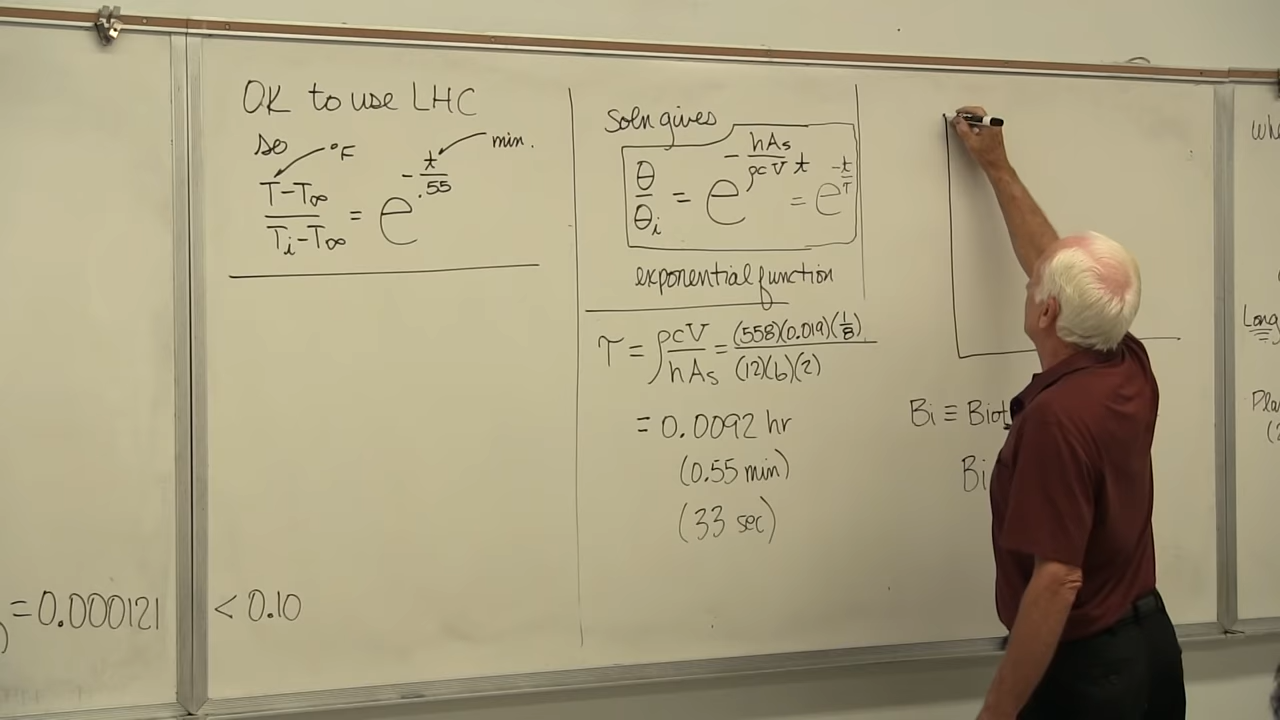 OK to use LHC
so
°F
min.
T-T∞ / Ti-T∞ = e^(-t/.55)
= 0.000121 < 0.10
soln gives
θ/θi = e^(-hAs/ρcV t) = e^(-t/τ)
exponential function
τ = ρcV/hAs = (558)(0.019)(1/8) / (12)(6)(2)
= 0.0092 hr
(0.55 min)
(33 sec)
Bi ≡ Biot
Bi
Long